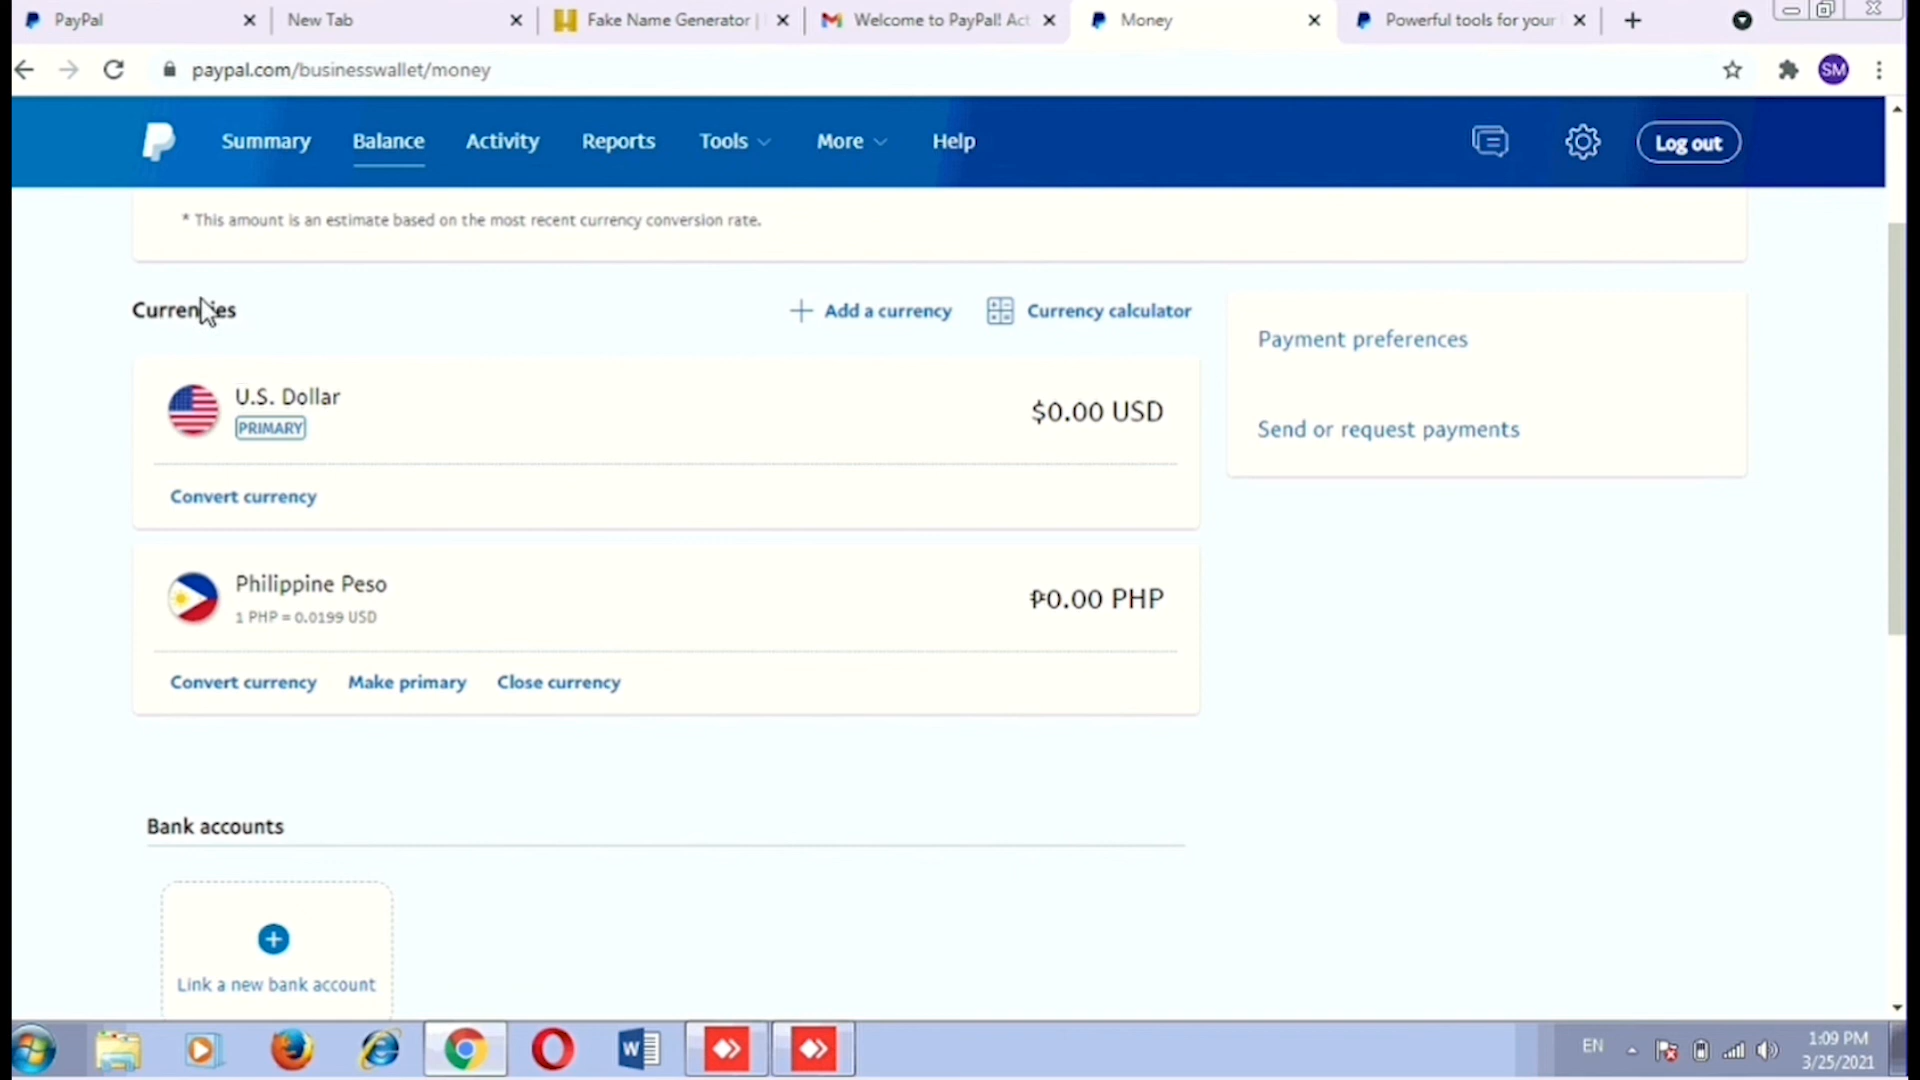 PayPal
New Tab
Fake Name Generator |
Welcome to PayPal! Act
Money
Powerful tools for your
paypal.com/businesswallet/money
SM
Summary
Balance
Activity
Reports
Tools
More
Help
Log out
* This amount is an estimate based on the most recent currency conversion rate.
Currencies
Add a currency
Currency calculator
Payment preferences
Send or request payments
U.S. Dollar
PRIMARY
$0.00 USD
Convert currency
Philippine Peso
1 PHP = 0.0199 USD
₱0.00 PHP
Convert currency
Make primary
Close currency
Bank accounts
Link a new bank account
W
EN
1:09 PM
3/25/2021